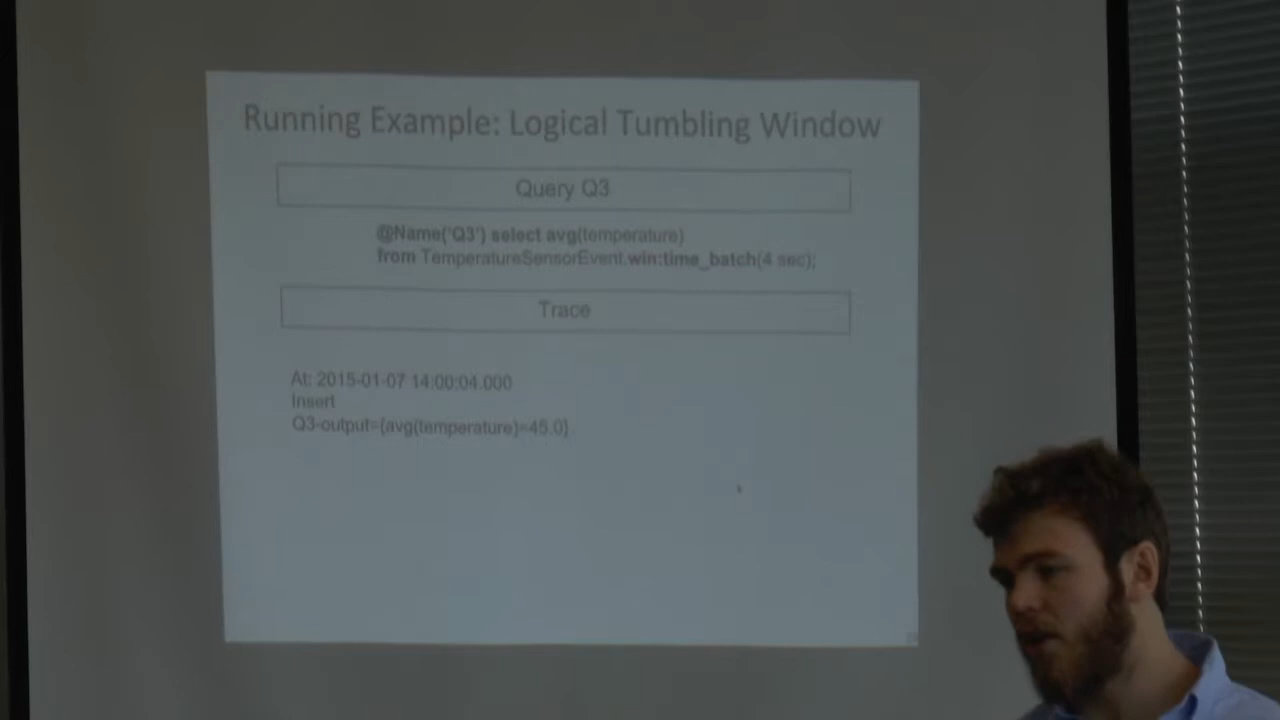 Running Example: Logical Tumbling Window
Query Q3
@Name('Q3') select avg(temperature)
from TemperatureSensorEvent.win:time_batch(4 sec);
Trace
At: 2015-01-07 14:00:04.000
Insert
Q3-output={avg(temperature)=45.0}